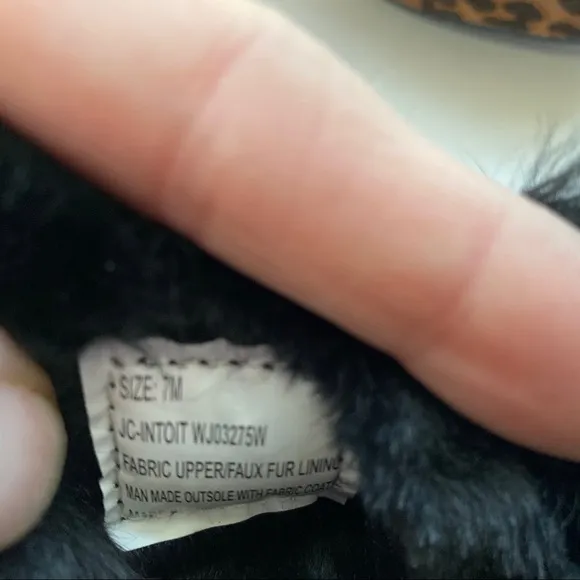 SIZE: 7M
JC-INTOIT WJ03275W
FABRIC UPPER/FAUX FUR LINING
MAN MADE OUTSOLE WITH FABRIC